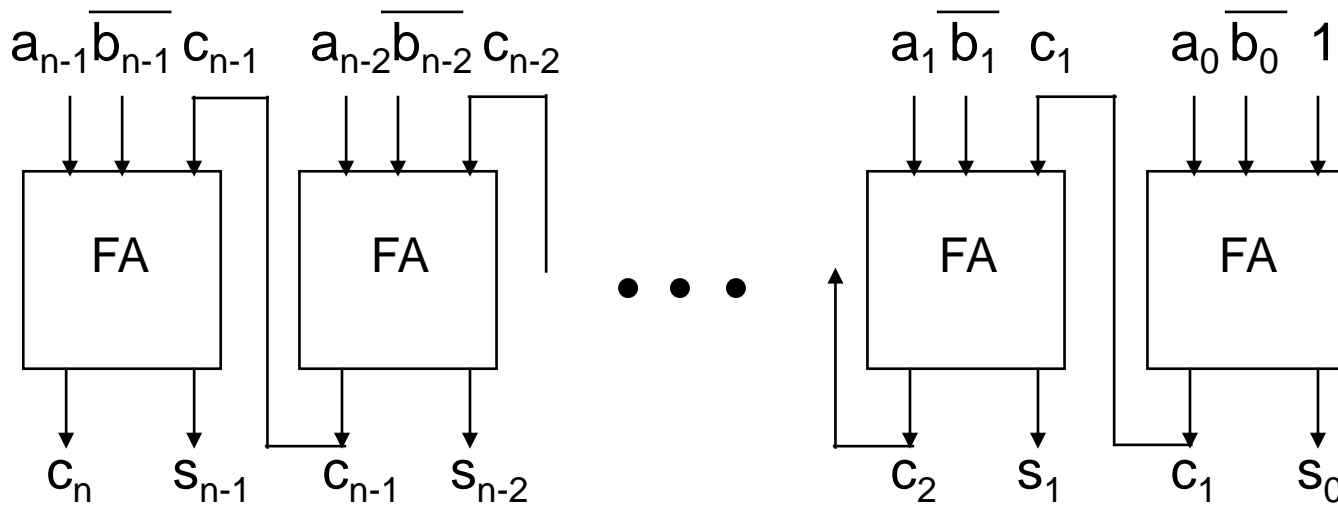 a_{n-1} \overline{b_{n-1}} c_{n-1} a_{n-2} \overline{b_{n-2}} c_{n-2} a_1 \overline{b_1} c_1 a_0 \overline{b_0} 1
FA FA FA FA
c_n s_{n-1} c_{n-1} s_{n-2} c_2 s_1 c_1 s_0